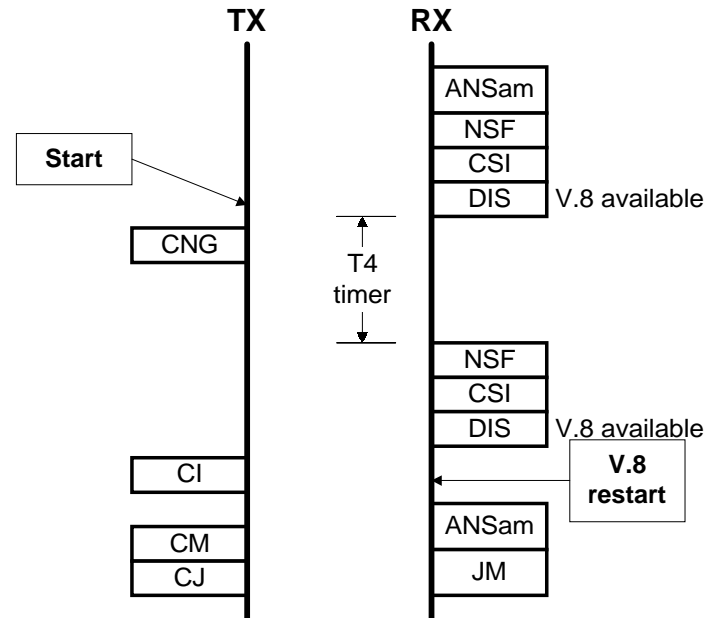 TX
RX
ANSam
NSF
CSI
DIS
V.8 available
Start
CNG
T4
timer
NSF
CSI
DIS
V.8 available
CI
V.8
restart
ANSam
CM
CJ
JM